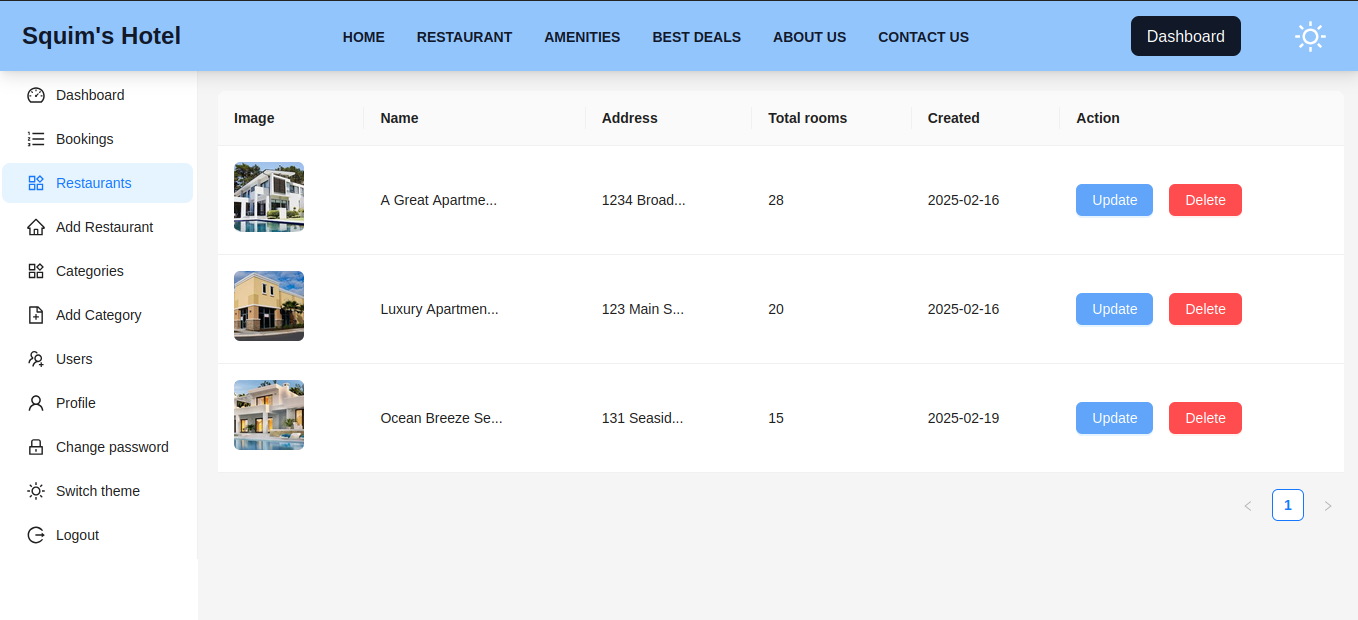 Squim's Hotel
HOME RESTAURANT AMENITIES BEST DEALS ABOUT US CONTACT US
Dashboard
Dashboard
Bookings
Restaurants
Add Restaurant
Categories
Add Category
Users
Profile
Change password
Switch theme
Logout
Image Name Address Total rooms Created Action
A Great Apartme... 1234 Broad... 28 2025-02-16 Update Delete
Luxury Apartmen... 123 Main S... 20 2025-02-16 Update Delete
Ocean Breeze Se... 131 Seasid... 15 2025-02-19 Update Delete
< 1 >